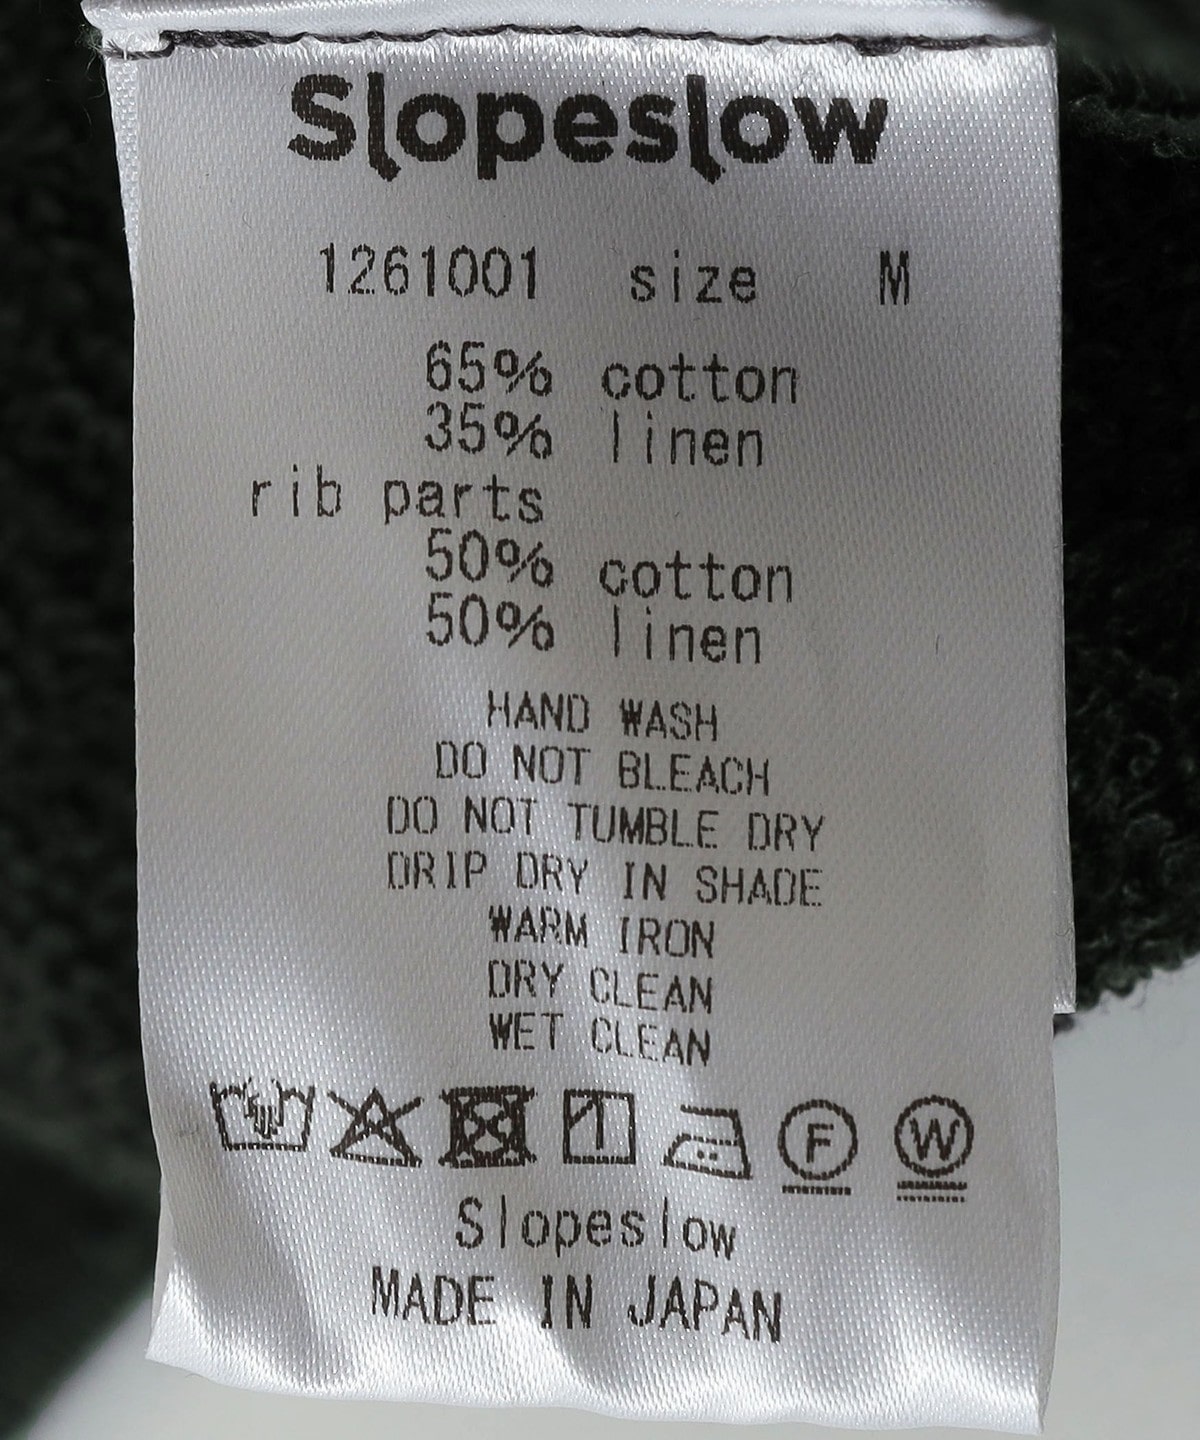 Slopeslow
1261001 size M
65% cotton
35% linen
rib parts
50% cotton
50% linen
HAND WASH
DO NOT BLEACH
DO NOT TUMBLE DRY
DRIP DRY IN SHADE
WARM IRON
DRY CLEAN
WET CLEAN
F W
Slopeslow
MADE IN JAPAN